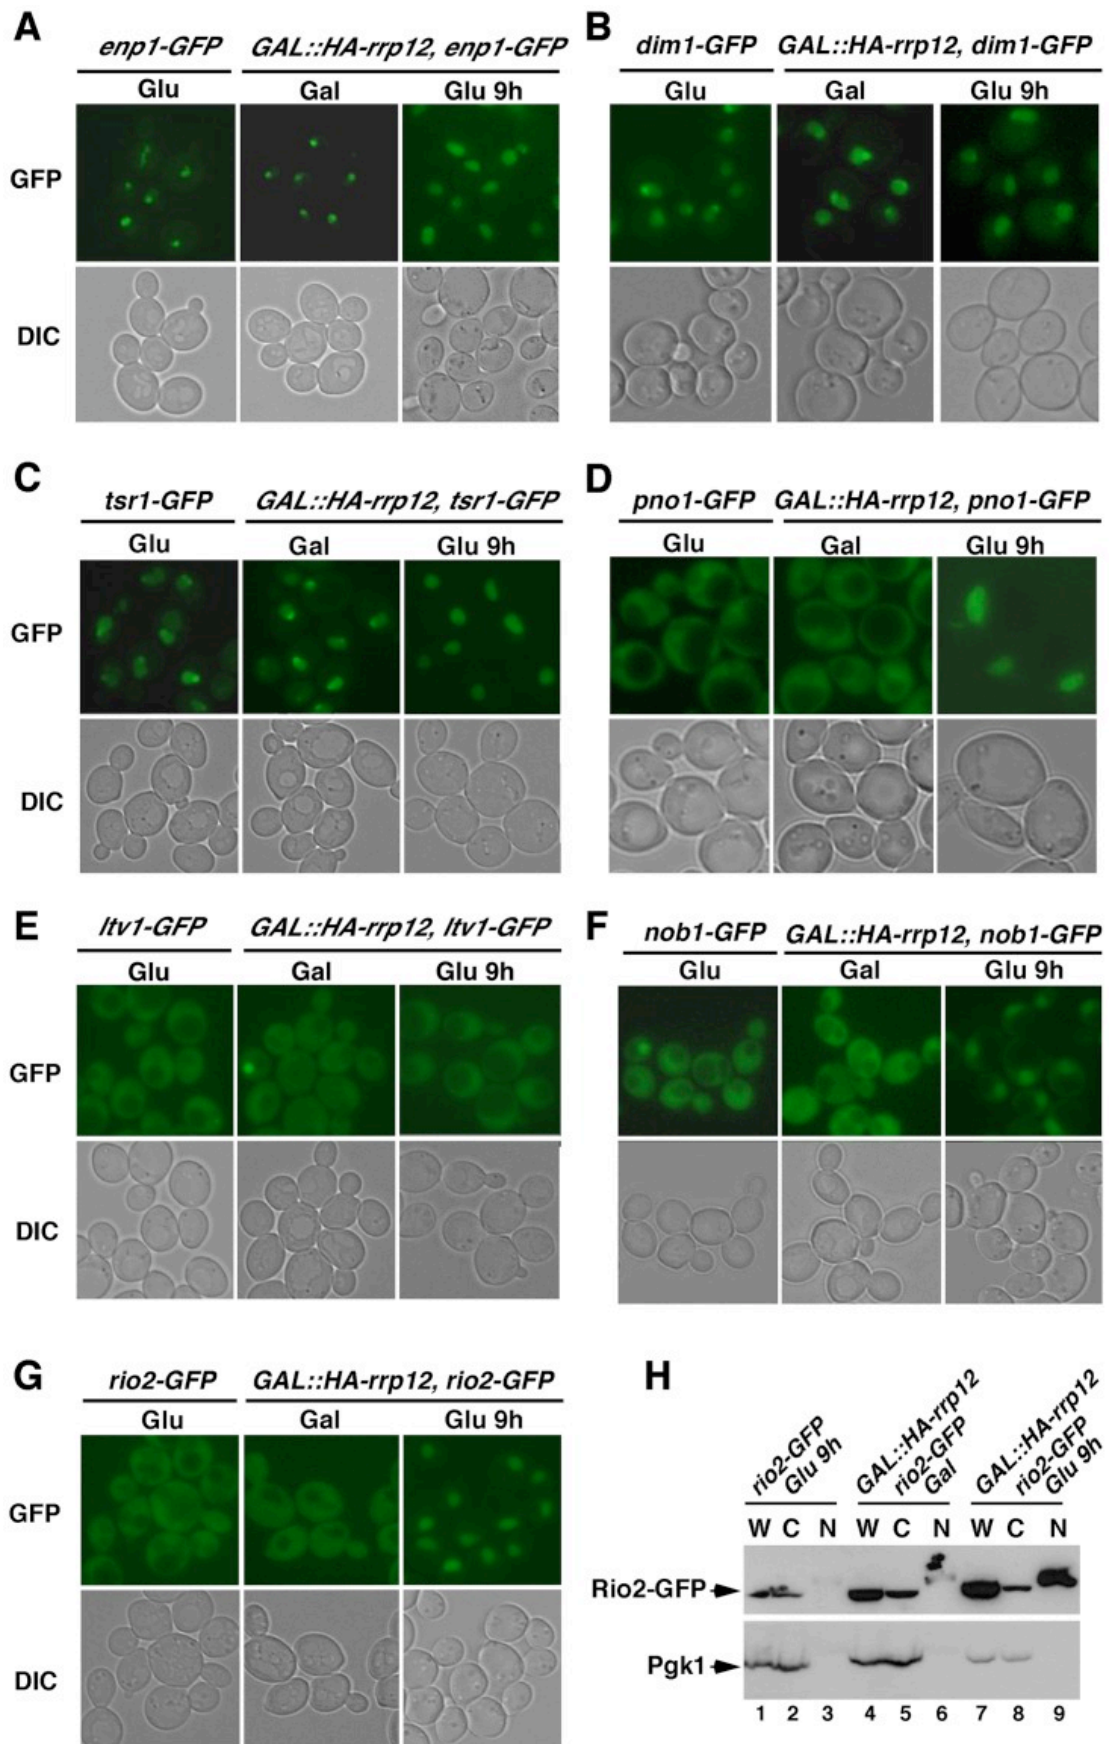 A
enp1-GFP GAL::HA-rrp12, enp1-GFP
Glu Gal Glu 9h
GFP
DIC
B
dim1-GFP GAL::HA-rrp12, dim1-GFP
Glu Gal Glu 9h
C
tsr1-GFP GAL::HA-rrp12, tsr1-GFP
Glu Gal Glu 9h
GFP
DIC
D
pno1-GFP GAL::HA-rrp12, pno1-GFP
Glu Gal Glu 9h
E
ltv1-GFP GAL::HA-rrp12, ltv1-GFP
Glu Gal Glu 9h
GFP
DIC
F
nob1-GFP GAL::HA-rrp12, nob1-GFP
Glu Gal Glu 9h
G
rio2-GFP GAL::HA-rrp12, rio2-GFP
Glu Gal Glu 9h
GFP
DIC
H
rio2-GFP
Glu 9h
GAL::HA-rrp12
rio2-GFP
Gal
GAL::HA-rrp12
rio2-GFP
Glu 9h
W C N W C N W C N
Rio2-GFP
Pgk1
1 2 3 4 5 6 7 8 9